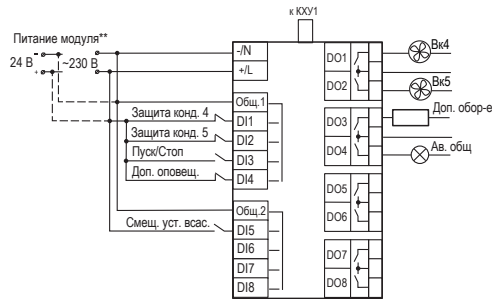 к КХУ1
Питание модуля**
- 24 В +
~230 В
-/N
+/L
Общ.1
Защита конд. 4 DI1
Защита конд. 5 DI2
Пуск/Стоп DI3
Доп. оповещ. DI4
Общ.2
Смещ. уст. всас. DI5
DI6
DI7
DI8
DO1 Вк4
DO2 Вк5
DO3 Доп. обор-е
DO4 Ав. общ
DO5
DO6
DO7
DO8